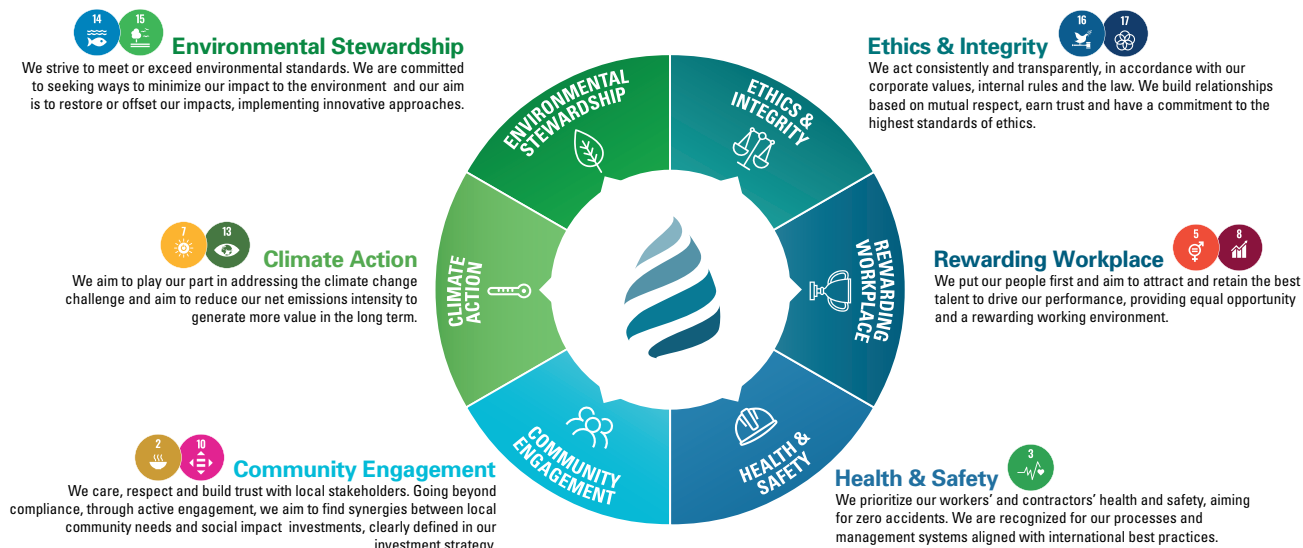 14 15
Environmental Stewardship
We strive to meet or exceed environmental standards. We are committed
to seeking ways to minimize our impact to the environment and our aim
is to restore or offset our impacts, implementing innovative approaches.
7 13
Climate Action
We aim to play our part in addressing the climate change
challenge and aim to reduce our net emissions intensity to
generate more value in the long term.
2 10
Community Engagement
We care, respect and build trust with local stakeholders. Going beyond
compliance, through active engagement, we aim to find synergies between local
community needs and social impact investments, clearly defined in our
investment strategy.
ENVIRONMENTAL
STEWARDSHIP
ETHICS &
INTEGRITY
CLIMATE
ACTION
REWARDING
WORKPLACE
COMMUNITY
ENGAGEMENT
HEALTH &
SAFETY
Ethics & Integrity
16 17
We act consistently and transparently, in accordance with our
corporate values, internal rules and the law. We build relationships
based on mutual respect, earn trust and have a commitment to the
highest standards of ethics.
Rewarding Workplace
5 8
We put our people first and aim to attract and retain the best
talent to drive our performance, providing equal opportunity
and a rewarding working environment.
Health & Safety
3
We prioritize our workers’ and contractors’ health and safety, aiming
for zero accidents. We are recognized for our processes and
management systems aligned with international best practices.